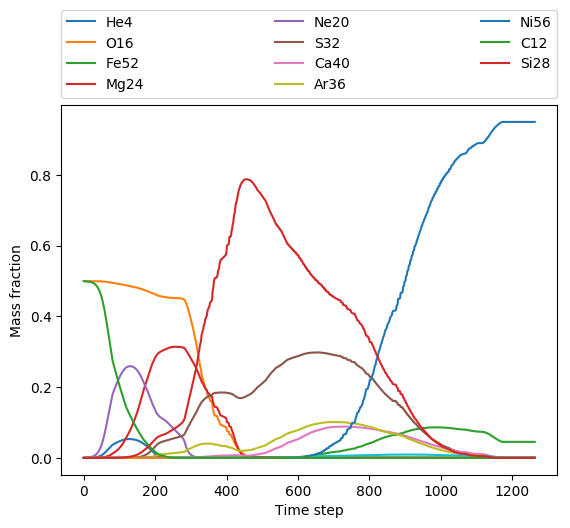 He4 Ne20 Ni56
O16 S32 C12
Fe52 Ca40 Si28
Mg24 Ar36
0.8
0.6
0.4
0.2
0.0
Mass fraction
0 200 400 600 800 1000 1200
Time step